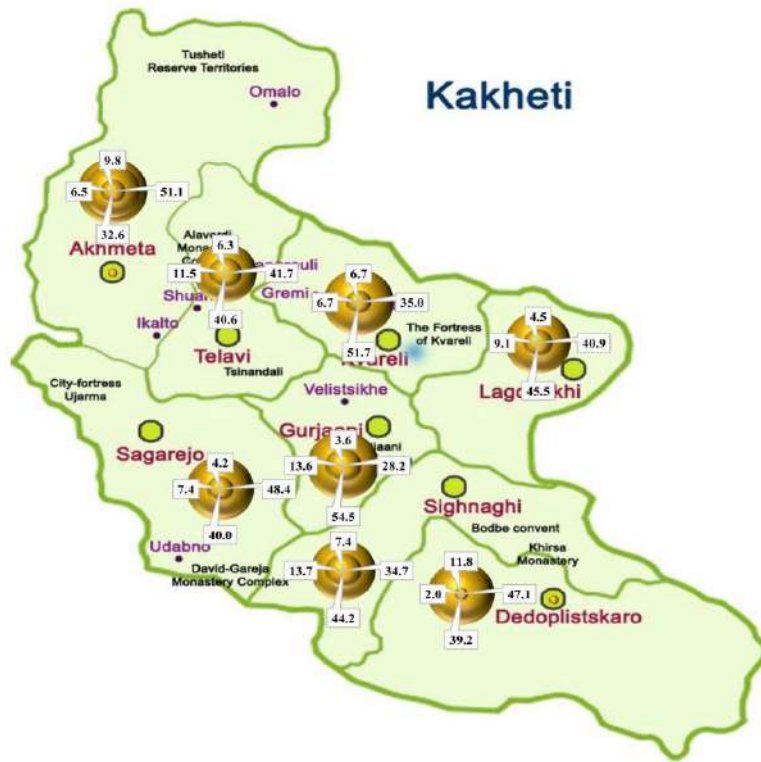 Kakheti
Tusheti
Reserve Territories
Omalo
9.8
6.5
51.1
32.6
Akhmeta
6.3
11.5
41.7
40.6
Ikalto
Telavi
Tsinandali
Gremi
6.7
6.7
35.0
51.7
Kvareli
The Fortress
of Kvareli
4.5
9.1
40.9
45.5
City-fortress
Ujarma
Velistsikhe
Sagarejo
4.2
7.4
48.4
40.0
Gurjaani
3.6
13.6
28.2
54.5
Sighnaghi
Bodbe convent
Khirsa
Monastery
Udabno
David-Gareja
Monastery Complex
7.4
13.7
34.7
44.2
11.8
2.0
47.1
39.2
Dedoplistskaro